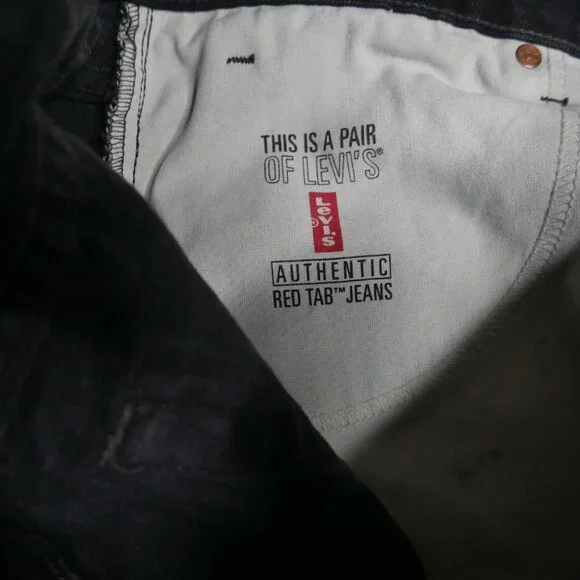 THIS IS A PAIR
OF LEVI'S®
Levi's®
AUTHENTIC
RED TAB™ JEANS